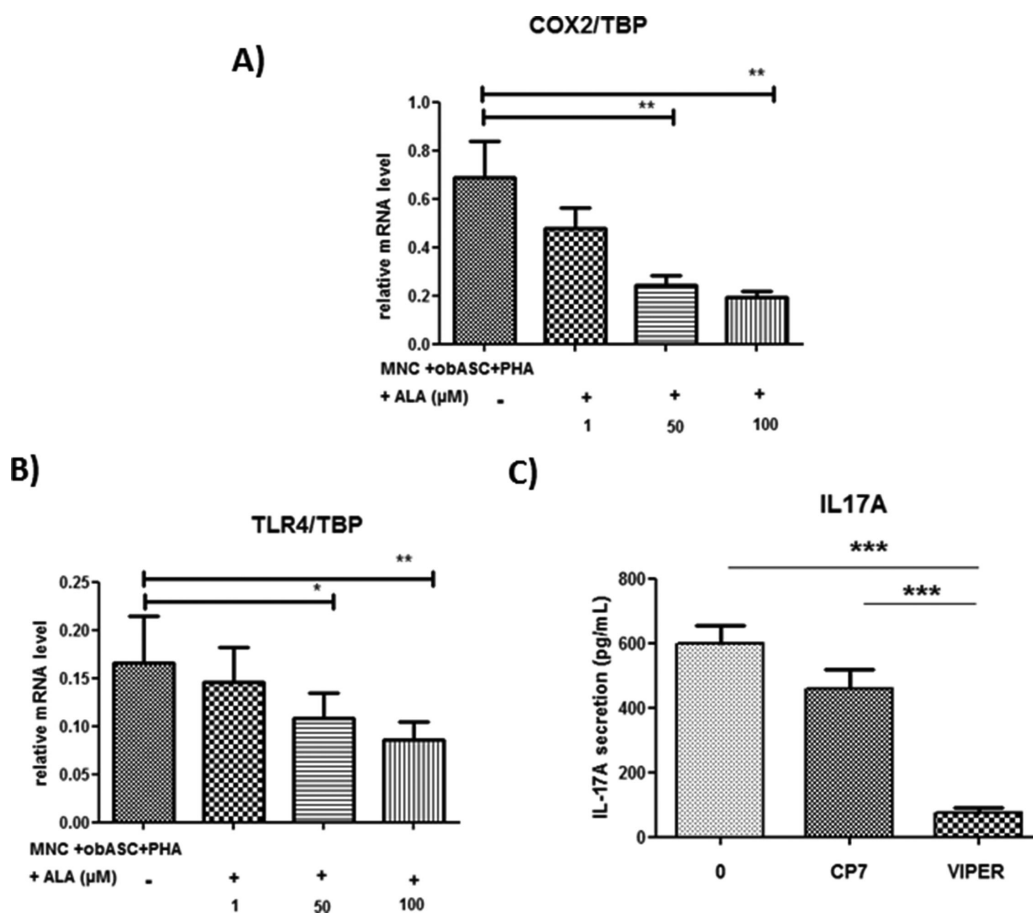 A)
COX2/TBP
**
**
relative mRNA level
1.0
0.8
0.6
0.4
0.2
0.0
MNC +obASC+PHA
+ ALA (µM) - + + +
1 50 100
B)
TLR4/TBP
**
*
relative mRNA level
0.25
0.20
0.15
0.10
0.05
0.00
MNC +obASC+PHA
+ ALA (µM) - + + +
1 50 100
C)
IL17A
***
***
IL-17A secretion (pg/mL)
800
600
400
200
0
0 CP7 VIPER